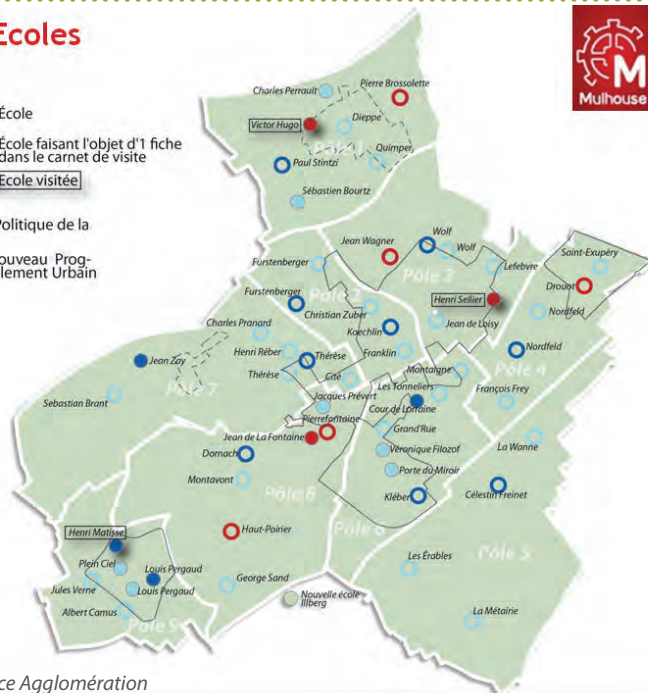 Ecoles
École
École faisant l'objet d'1 fiche
dans le carnet de visite
Ecole visitée
Politique de la
ouveau Prog-
llement Urbain
M
Mulhouse
Charles Perrault
Pierre Brossolette
Victor Hugo
Dieppe
Quimper
Paul Stintzi
Sébastien Bourtz
Jean Wagner
Wolf
Wolf
Lefebvre
Saint-Exupéry
Drouot
Furstenberger
Pôle 3
Furstenberger
Christian Zuber
Henri Sellier
Nordfeld
Charles Pranard
Koechlin
Jean de Loisy
Henri Réber
Thérèse
Franklin
Nordfeld
Jean Zay
Thérèse
Cité
Montaigne
Pôle 4
Pôle 7
Les Tonneliers
François Frey
Sebastian Brant
Jacques Prévert
Cour de Lorraine
Pierrefontaine
Grand'Rue
Jean de La Fontaine
La Wanne
Dornach
Véronique Filozof
Montavont
Porte du Miroir
Pôle 8
Kléber
Célestin Freinet
Haut-Poirier
Pôle 6
Henri Matisse
Pôle 5
Plein Ciel
Louis Pergaud
Les Érables
Jules Verne
Louis Pergaud
George Sand
Nouvelle école
Illberg
Albert Camus
La Métairie
Pôle 9
ce Agglomération